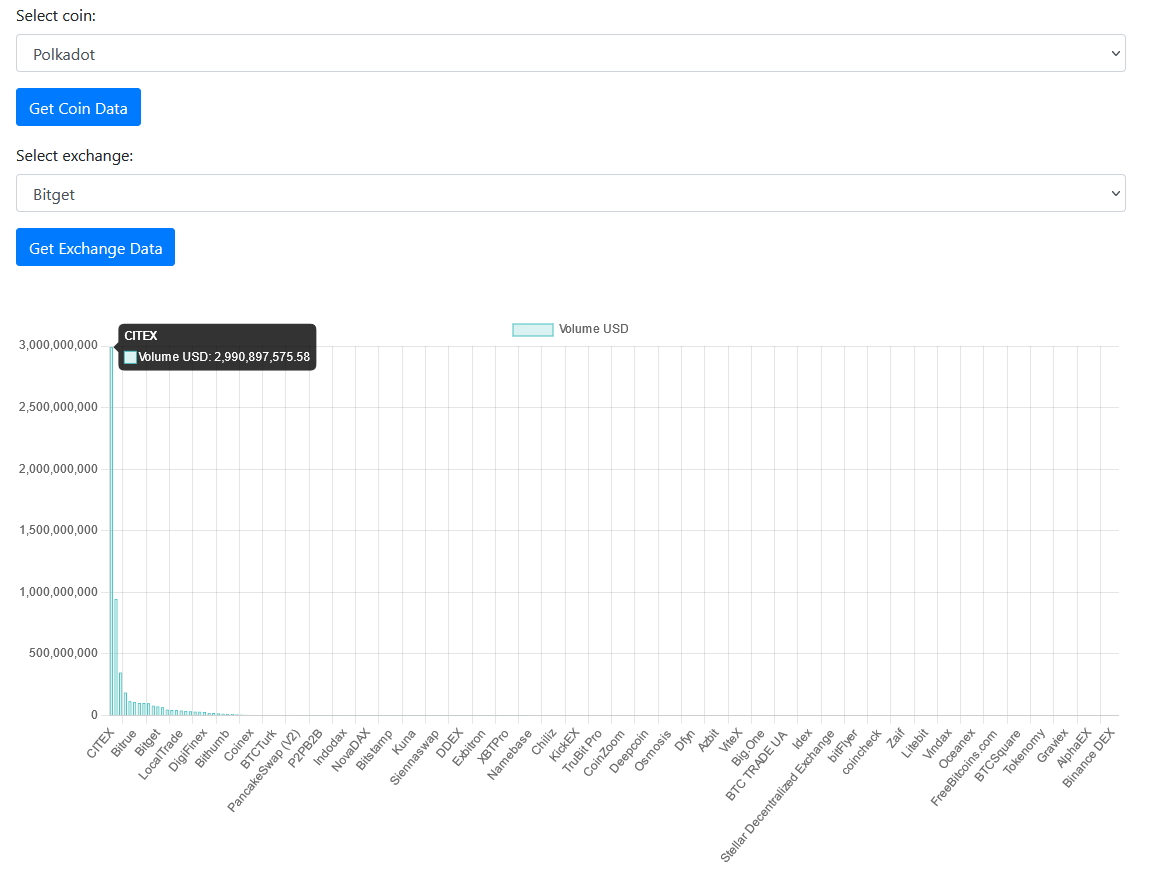 Select coin:
Polkadot
Get Coin Data
Select exchange:
Bitget
Get Exchange Data
Volume USD
CITEX
Volume USD: 2,990,897,575.58
3,000,000,000
2,500,000,000
2,000,000,000
1,500,000,000
1,000,000,000
500,000,000
0
CITEX
Bitrue
Bitget
LocalTrade
DigiFinex
Bithumb
Coinex
BTCTurk
PancakeSwap (V2)
P2PB2B
Indodax
NovaDAX
Bitstamp
Kuna
Siennaswap
DDEX
Exbitron
XBTPro
Namebase
Chiliz
KickEX
TruBit Pro
CoinZoom
Deepcoin
Osmosis
Dfyn
Azbit
ViteX
Big.One
BTC TRADE UA
Idex
Stellar Decentralized Exchange
bitFlyer
coincheck
Zaif
Litebit
Vindax
Oceanex
FreeBitcoins.com
BTCSquare
Tokenomy
Graviex
AlphaEX
Binance DEX